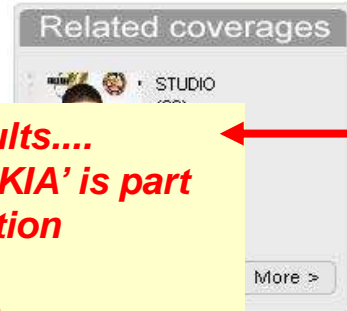 Related coverages
STUDIO
ults....
KIA' is part
tion
More >